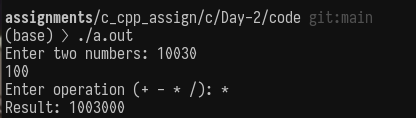 assignments/c_cpp_assign/c/Day-2/code git:main
(base) > ./a.out
Enter two numbers: 10030
100
Enter operation (+ - * /): *
Result: 1003000